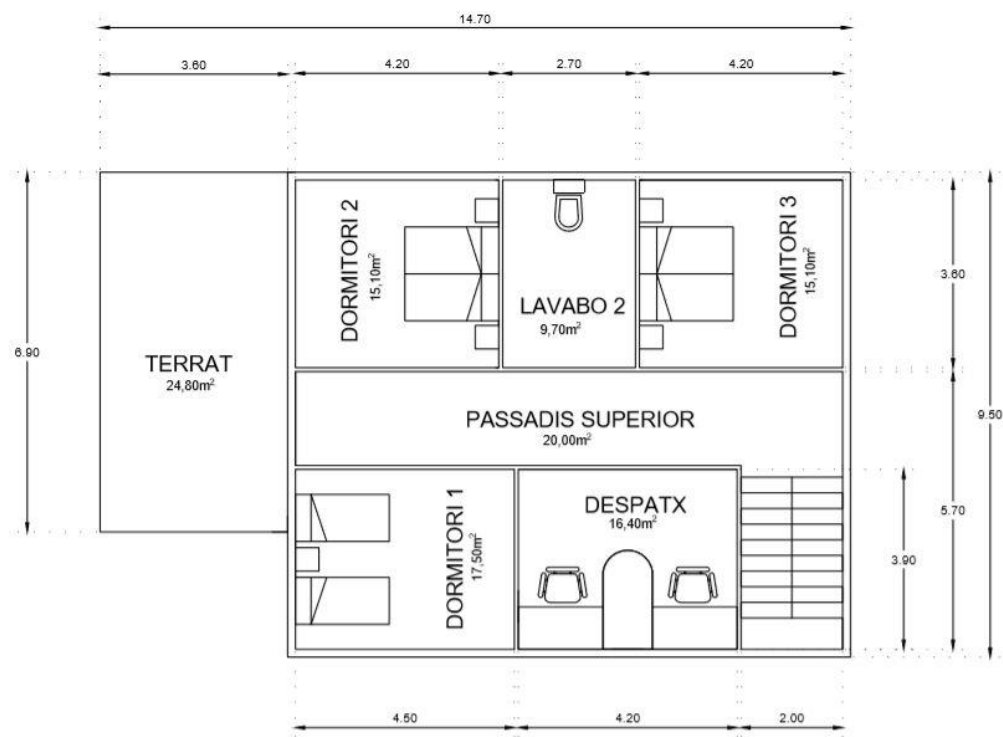 14.70
3.60
4.20
2.70
4.20
DORMITORI 2
15,10m²
LAVABO 2
9,70m²
DORMITORI 3
15,10m²
3.60
6.90
TERRAT
24,80m²
9.50
PASSADIS SUPERIOR
20,00m²
DORMITORI 1
17,50m²
DESPATX
16,40m²
5.70
3.90
4.50
4.20
2.00